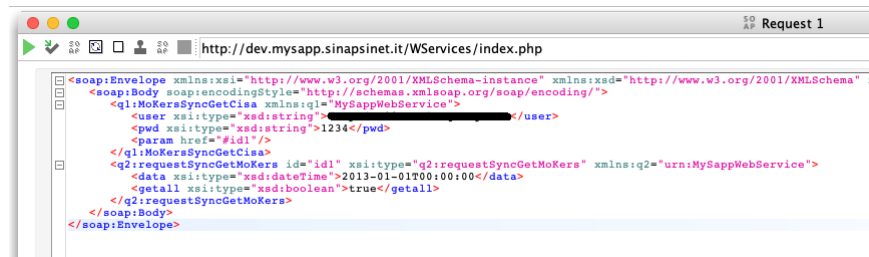 SO AP Request 1
http://dev.mysapp.sinapsinet.it/WServices/index.php
<soap:Envelope xmlns:xsi="http://www.w3.org/2001/XMLSchema-instance" xmlns:xsd="http://www.w3.org/2001/XMLSchema"
<soap:Body soap:encodingStyle="http://schemas.xmlsoap.org/soap/encoding/">
<q1:MoKersSyncGetCisa xmlns:q1="MySappWebService">
<user xsi:type="xsd:string"></user>
<pwd xsi:type="xsd:string">1234</pwd>
<param href="#id1"/>
</q1:MoKersSyncGetCisa>
<q2:requestSyncGetMoKers id="id1" xsi:type="q2:requestSyncGetMoKers" xmlns:q2="urn:MySappWebService">
<data xsi:type="xsd:dateTime">2013-01-01T00:00:00</data>
<getall xsi:type="xsd:boolean">true</getall>
</q2:requestSyncGetMoKers>
</soap:Body>
</soap:Envelope>